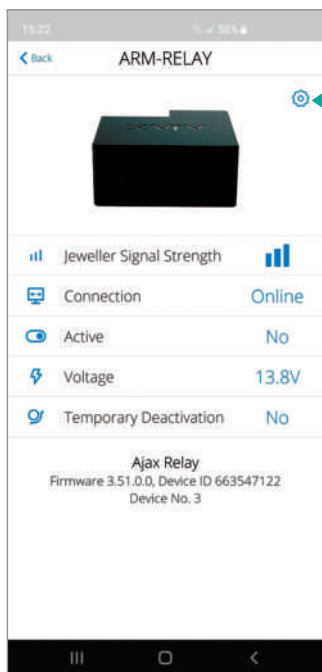 15:22
58%
Back
ARM-RELAY
AJAX
Jeweller Signal Strength
Connection Online
Active No
Voltage 13.8V
Temporary Deactivation No
Ajax Relay
Firmware 3.51.0.0, Device ID 663547122
Device No. 3